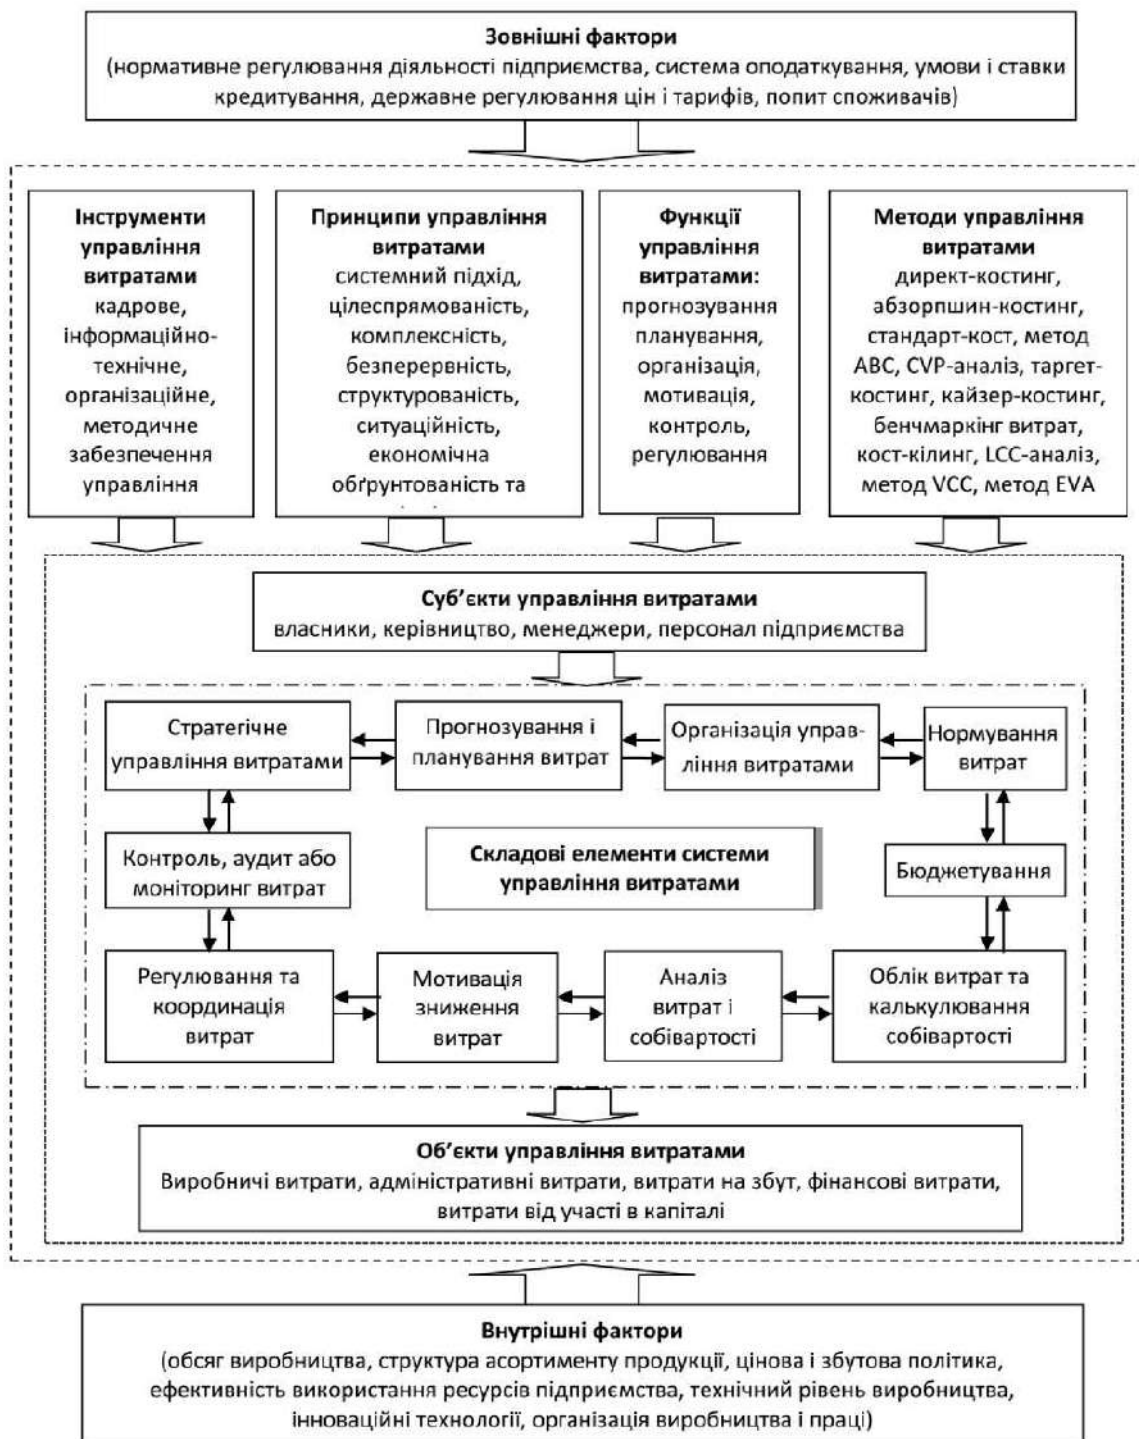 Зовнішні фактори
(нормативне регулювання діяльності підприємства, система оподаткування, умови і ставки
кредитування, державне регулювання цін і тарифів, попит споживачів)
Інструменти
управління
витратами
кадрове,
інформаційно-
технічне,
організаційне,
методичне
забезпечення
управління
Принципи управління
витратами
системний підхід,
цілеспрямованість,
комплексність,
безперервність,
структурованість,
ситуаційність,
економічна
обґрунтованість та
Функції
управління
витратами:
прогнозування
планування,
організація,
мотивація,
контроль,
регулювання
Методи управління
витратами
директ-костинг,
абзорпшин-костинг,
стандарт-кост, метод
АВС, CVP-аналіз, таргет-
костинг, кайзер-костинг,
бенчмаркінг витрат,
кост-кілинг, LCC-аналіз,
метод VCC, метод EVA
Суб’єкти управління витратами
власники, керівництво, менеджери, персонал підприємства
Стратегічне
управління витратами
Прогнозування і
планування витрат
Організація управ-
ління витратами
Нормування
витрат
Контроль, аудит або
моніторинг витрат
Складові елементи системи
управління витратами
Бюджетування
Регулювання та
координація
витрат
Мотивація
зниження
витрат
Аналіз
витрат і
собівартості
Облік витрат та
калькулювання
собівартості
Об’єкти управління витратами
Виробничі витрати, адміністративні витрати, витрати на збут, фінансові витрати,
витрати від участі в капіталі
Внутрішні фактори
(обсяг виробництва, структура асортименту продукції, цінова і збутова політика,
ефективність використання ресурсів підприємства, технічний рівень виробництва,
інноваційні технології, організація виробництва і праці)